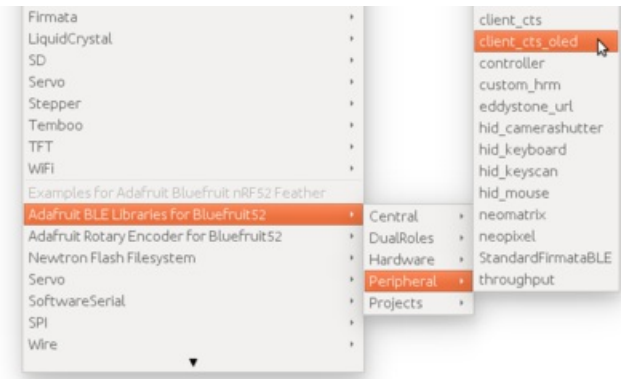 Firmata
LiquidCrystal
SD
Servo
Stepper
Temboo
TFT
WiFi
Examples for Adafruit Bluefruit nRF52 Feather
Adafruit BLE Libraries for Bluefruit52
Adafruit Rotary Encoder for Bluefruit52
Newtron Flash Filesystem
Servo
SoftwareSerial
SPI
Wire
Central
DualRoles
Hardware
Peripheral
Projects
client_cts
client_cts_oled
controller
custom_hrm
eddystone_url
hid_camerashutter
hid_keyboard
hid_keyscan
hid_mouse
neomatrix
neopixel
StandardFirmataBLE
throughput